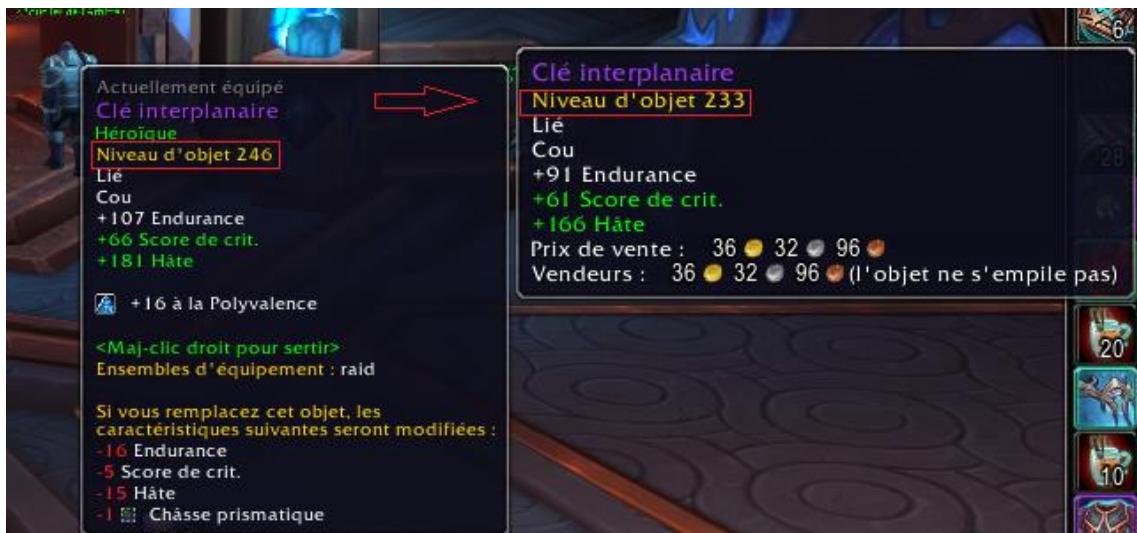 Actuellement équipé
Clé interplanaire
Héroïque
Niveau d'objet 246
Lié
Cou
+107 Endurance
+66 Score de crit.
+181 Hâte
+16 à la Polyvalence
<Maj-clic droit pour sertir>
Ensembles d'équipement : raid
Si vous remplacez cet objet, les
caractéristiques suivantes seront modifiées :
-16 Endurance
-5 Score de crit.
-15 Hâte
-1 Châsse prismatique
Clé interplanaire
Niveau d'objet 233
Lié
Cou
+91 Endurance
+61 Score de crit.
+166 Hâte
Prix de vente : 36 32 96
Vendeurs : 36 32 96 (l'objet ne s'empile pas)
6
28
20
10